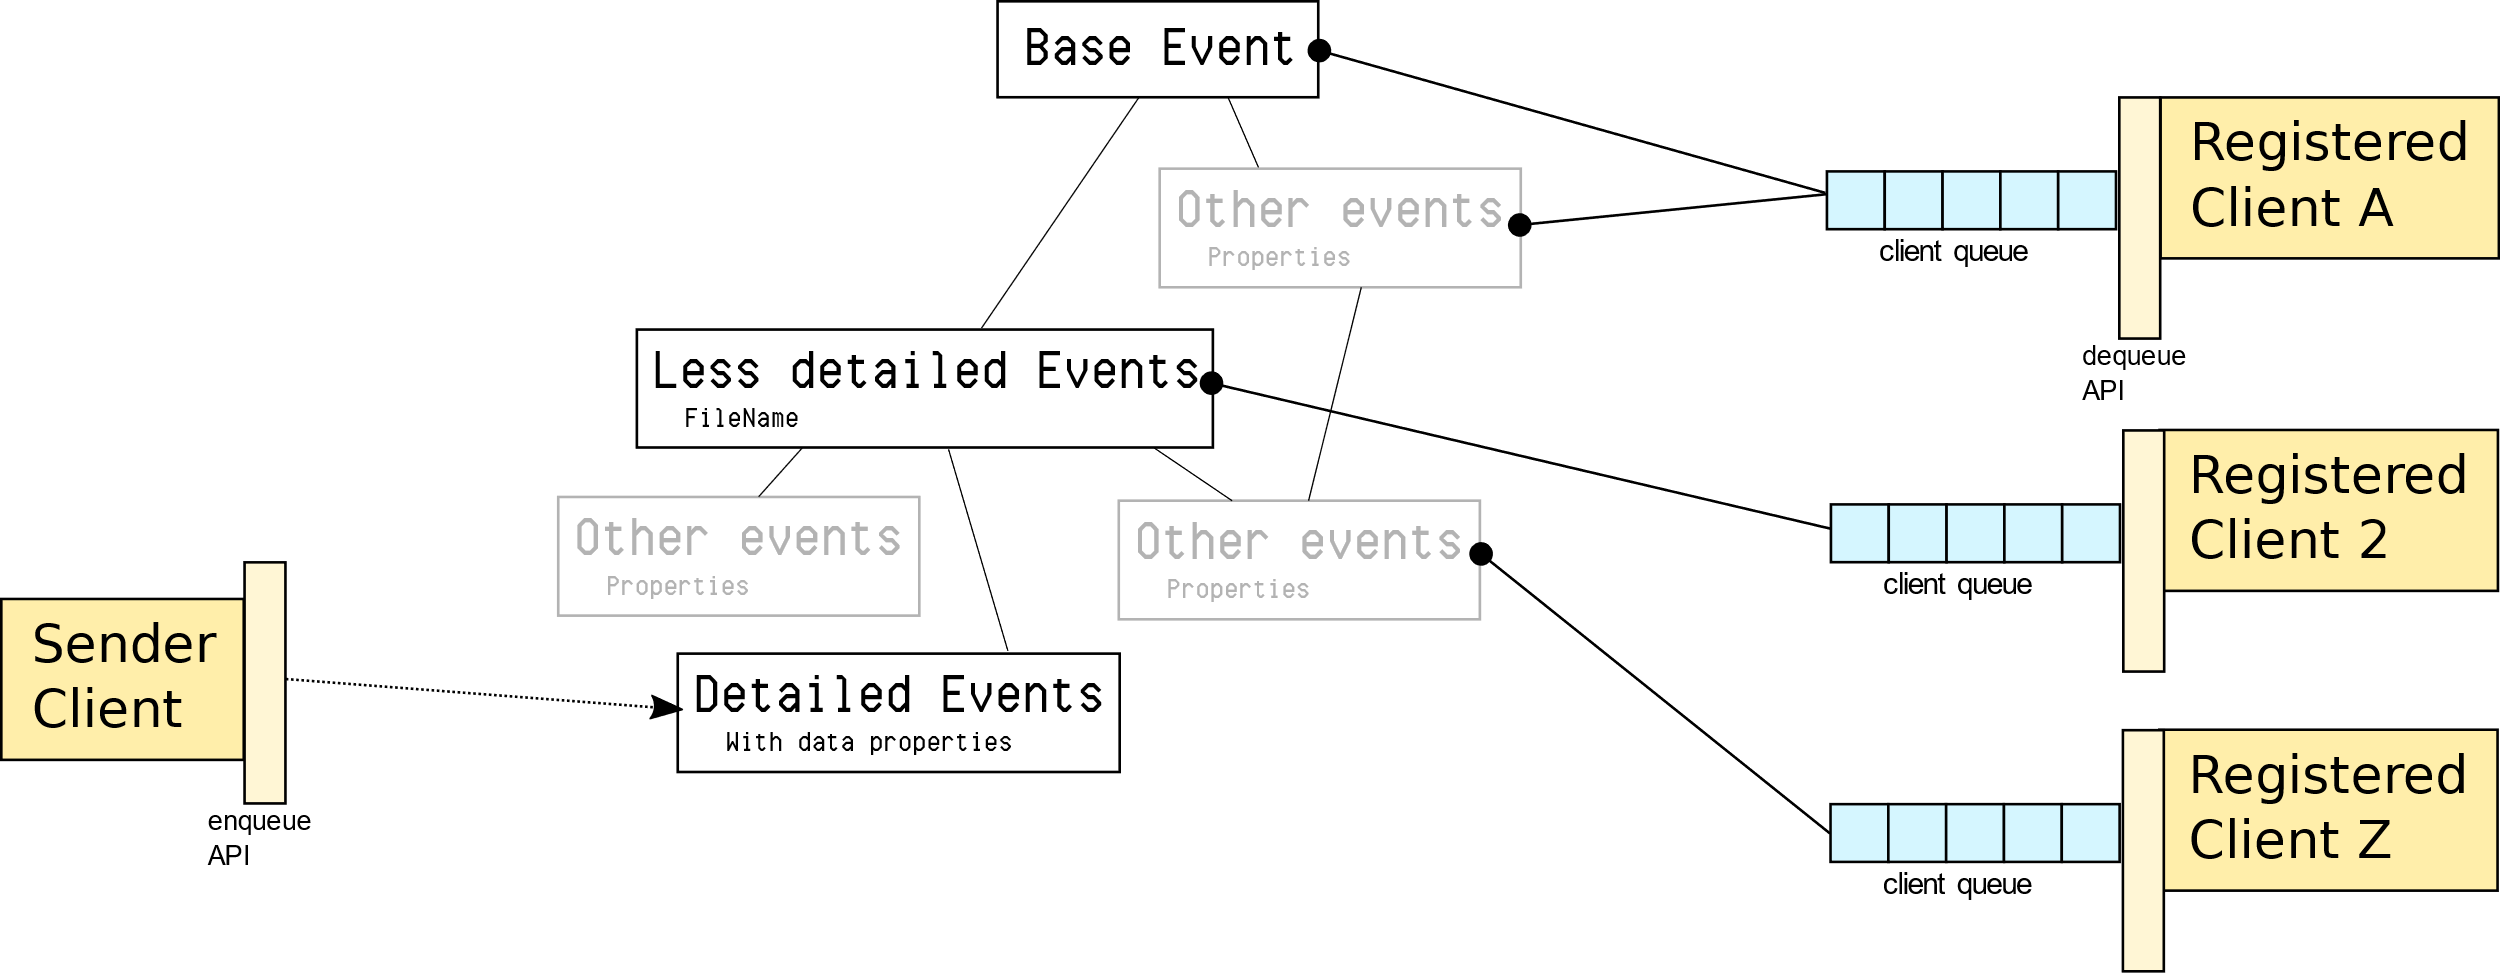 Base Event
Other events
Properties
Less detailed Events
FileName
Other events
Properties
Other events
Properties
Detailed Events
With data properties
Sender
Client
enqueue
API
Registered
Client A
client queue
dequeue
API
Registered
Client 2
client queue
Registered
Client Z
client queue